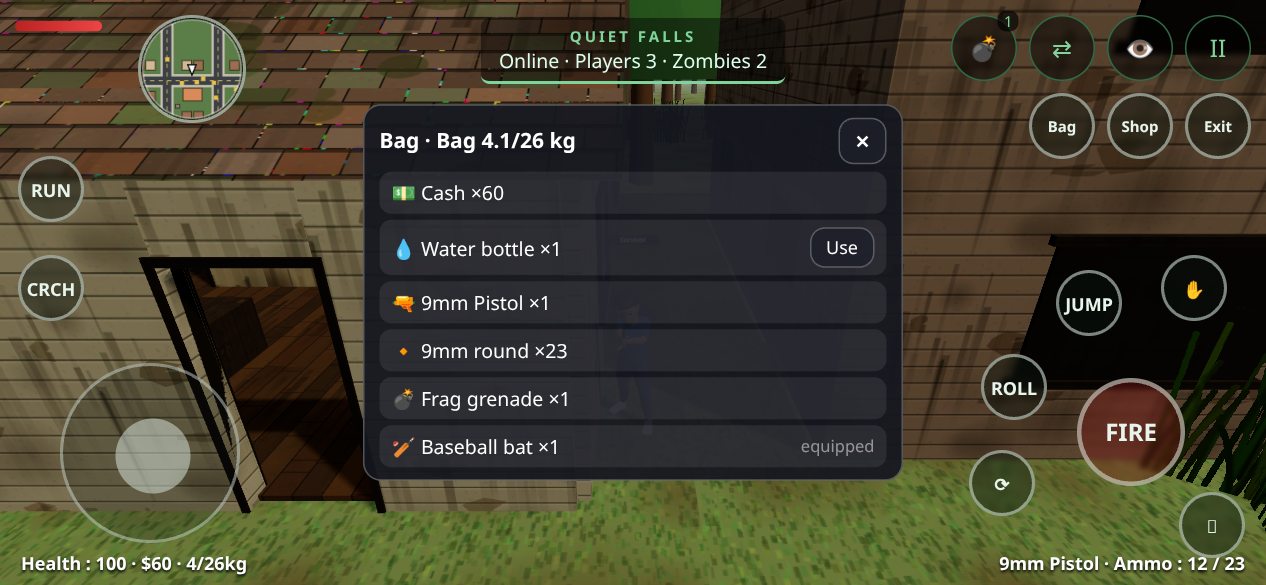 QUIET FALLS
Online · Players 3 · Zombies 2
1
II
Bag
Shop
Exit
Bag · Bag 4.1/26 kg
×
RUN
Cash ×60
Water bottle ×1
Use
CRCH
9mm Pistol ×1
JUMP
9mm round ×23
ROLL
Frag grenade ×1
FIRE
Baseball bat ×1
equipped
Health : 100 · $60 · 4/26kg
9mm Pistol · Ammo : 12 / 23